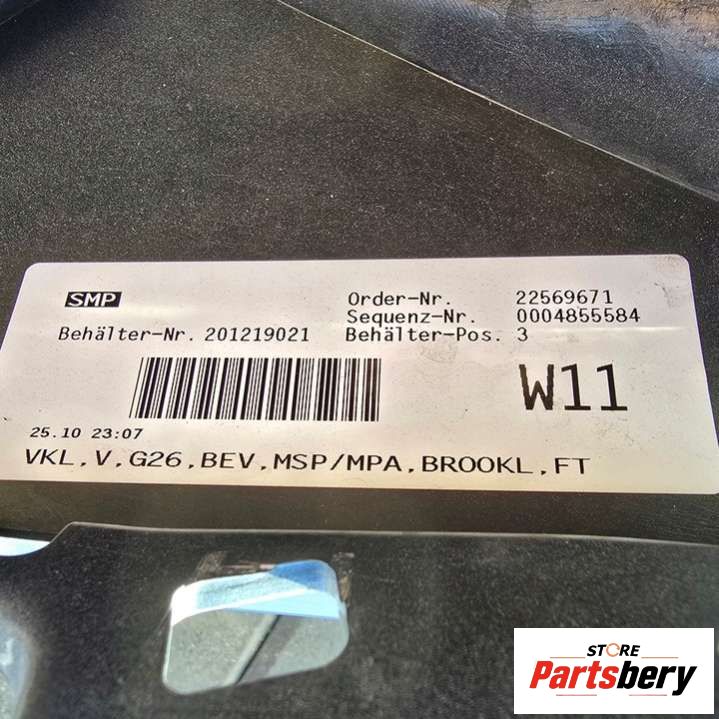 SMP
Order-Nr. 22569671
Sequenz-Nr. 0004855584
Behälter-Nr. 201219021 Behälter-Pos. 3
W11
25.10 23:07
VKL,V,G26,BEV,MSP/MPA,BROOKL,FT
STORE
Partsbery